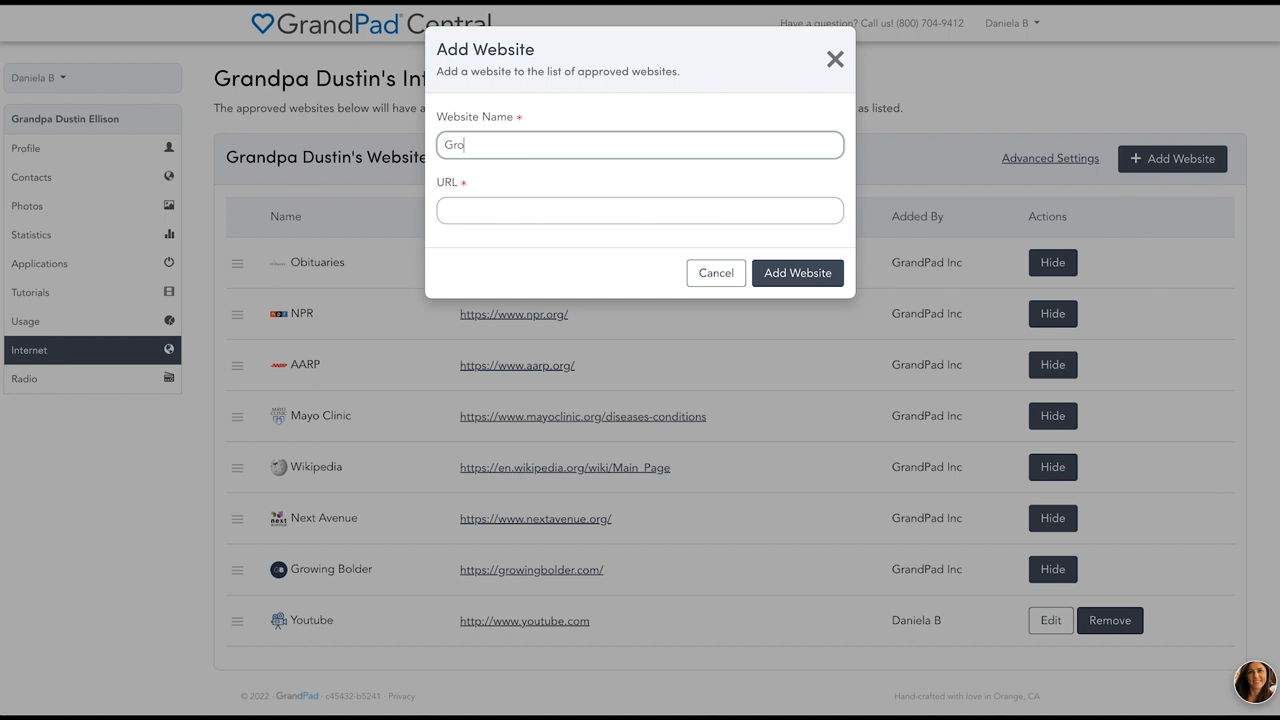 GrandPad® Central
Have a question? Call us! (800) 704-9412
Daniela B
Daniela B
Grandpa Dustin Ellison
Profile
Contacts
Photos
Statistics
Applications
Tutorials
Usage
Internet
Radio
Grandpa Dustin's Int
The approved websites below will have a
as listed.
Add Website
Add a website to the list of approved websites.
Website Name *
Gro
URL *
Cancel
Add Website
Grandpa Dustin's Website
Advanced Settings
+ Add Website
Name
Added By
Actions
Obituaries
GrandPad Inc
Hide
NPR
https://www.npr.org/
GrandPad Inc
Hide
AARP
https://www.aarp.org/
GrandPad Inc
Hide
Mayo Clinic
https://www.mayoclinic.org/diseases-conditions
GrandPad Inc
Hide
Wikipedia
https://en.wikipedia.org/wiki/Main_Page
GrandPad Inc
Hide
Next Avenue
https://www.nextavenue.org/
GrandPad Inc
Hide
Growing Bolder
https://growingbolder.com/
GrandPad Inc
Hide
Youtube
http://www.youtube.com
Daniela B
Edit
Remove
© 2022 · GrandPad · c45432-b5241 · Privacy
Hand-crafted with love in Orange, CA